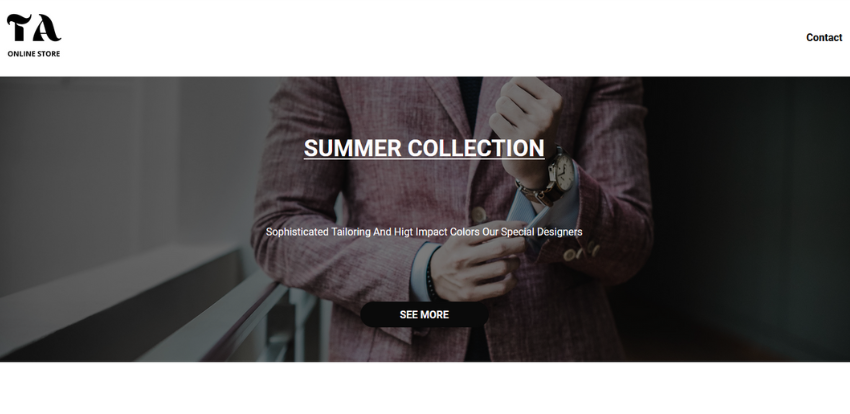 TA
ONLINE STORE
Contact
SUMMER COLLECTION
Sophisticated Tailoring And Higt Impact Colors Our Special Designers
SEE MORE